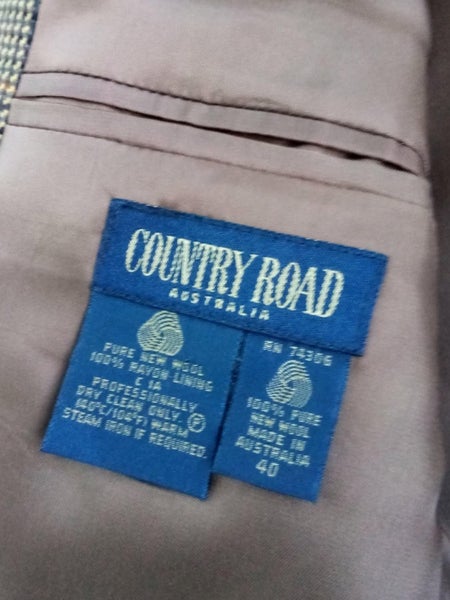 COUNTRY ROAD
AUSTRALIA
PURE NEW WOOL
100% RAYON LINING
C 1A
PROFESSIONALLY
DRY CLEAN ONLY. P
(40°C/104°F) WARM
STEAM IRON IF REQUIRED.
RN 74306
100% PURE
NEW WOOL
MADE IN
AUSTRALIA
40